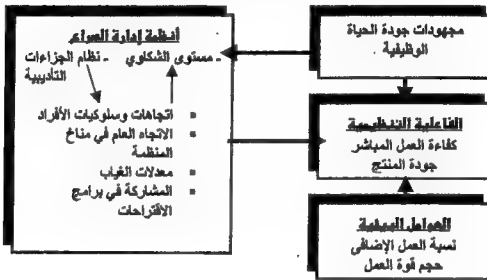 أنظمة إدارة الصراع
ـ مستوى الشكاوي ـ نظام الجزاءات
التأديبية
▪ اتجاهات وسلوكيات الأفراد
▪ الاتجاه العام في مناخ
المنظمة
▪ معدلات الغياب
▪ المشاركة في برامج
الاقتراحات
مجهودات جودة الحياة
الوظيفية
الفاعلية التنظيمية
كفاءة العمل المباشر
جودة المنتج
العوامل البيئية
نسبة العمل الإضافى
حجم قوة العمل